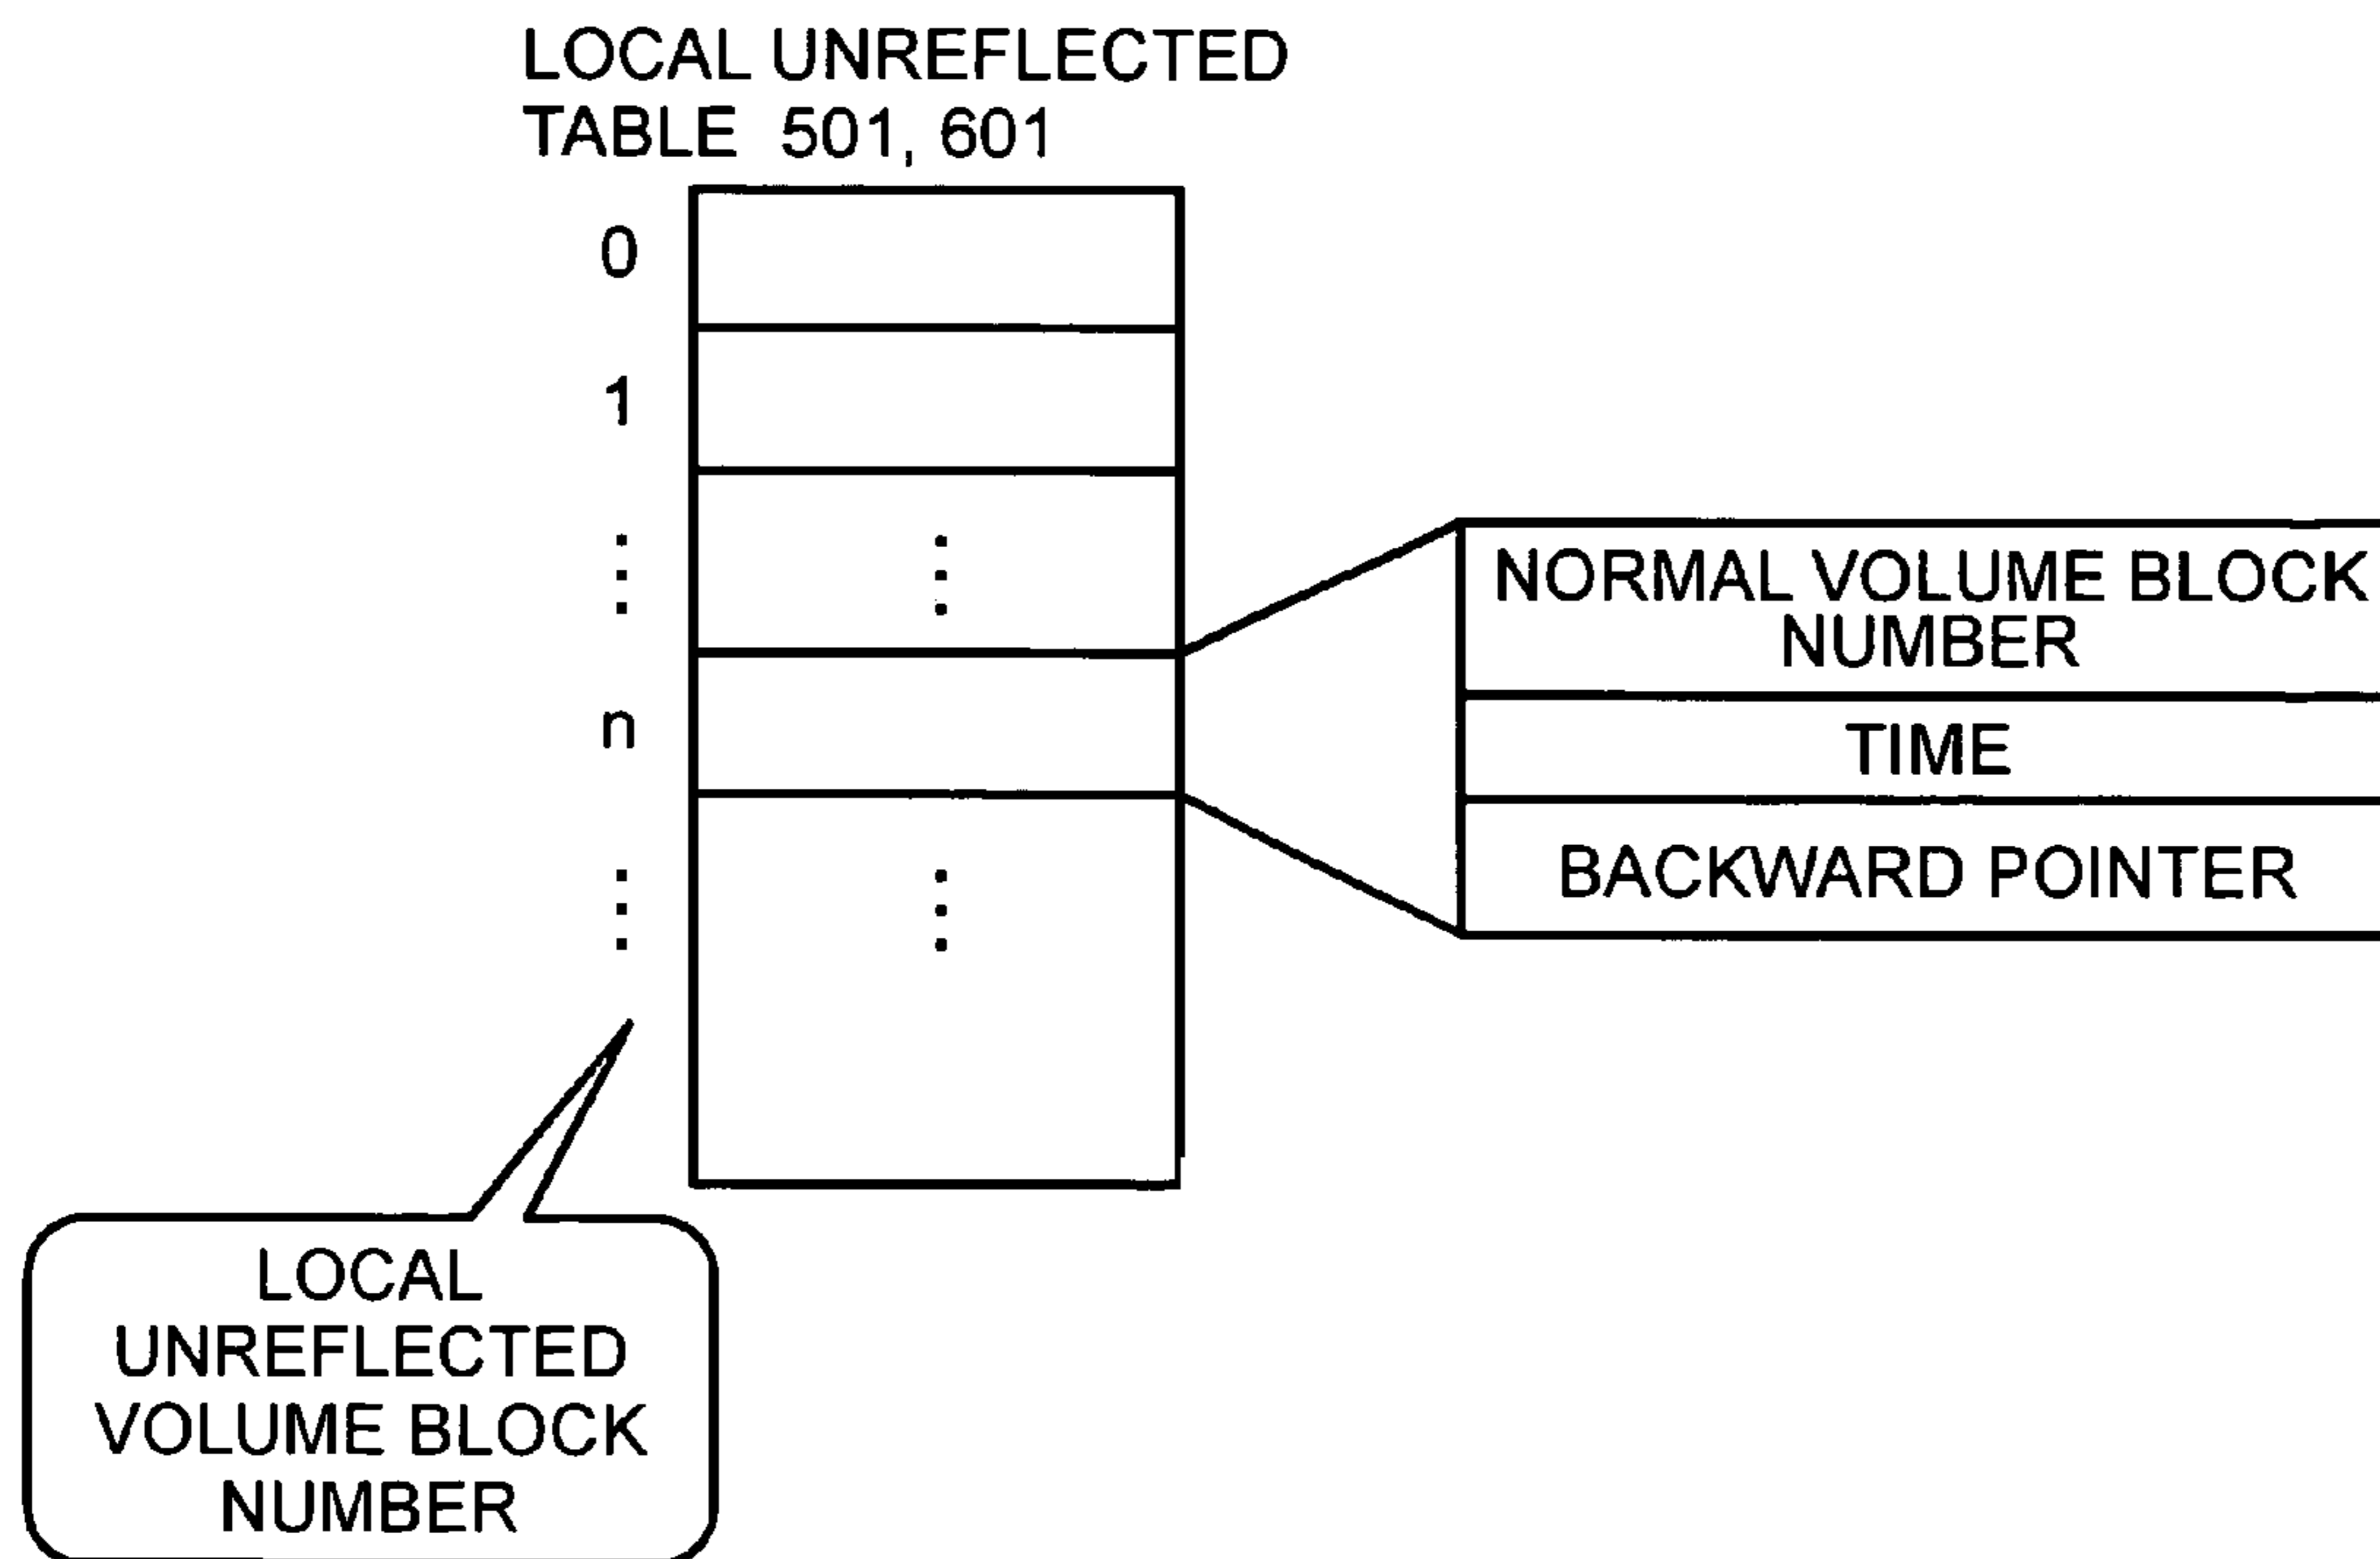 LOCAL UNREFLECTED
TABLE 501, 601
0
1
n
NORMAL VOLUME BLOCK
NUMBER
TIME
BACKWARD POINTER
LOCAL
UNREFLECTED
VOLUME BLOCK
NUMBER